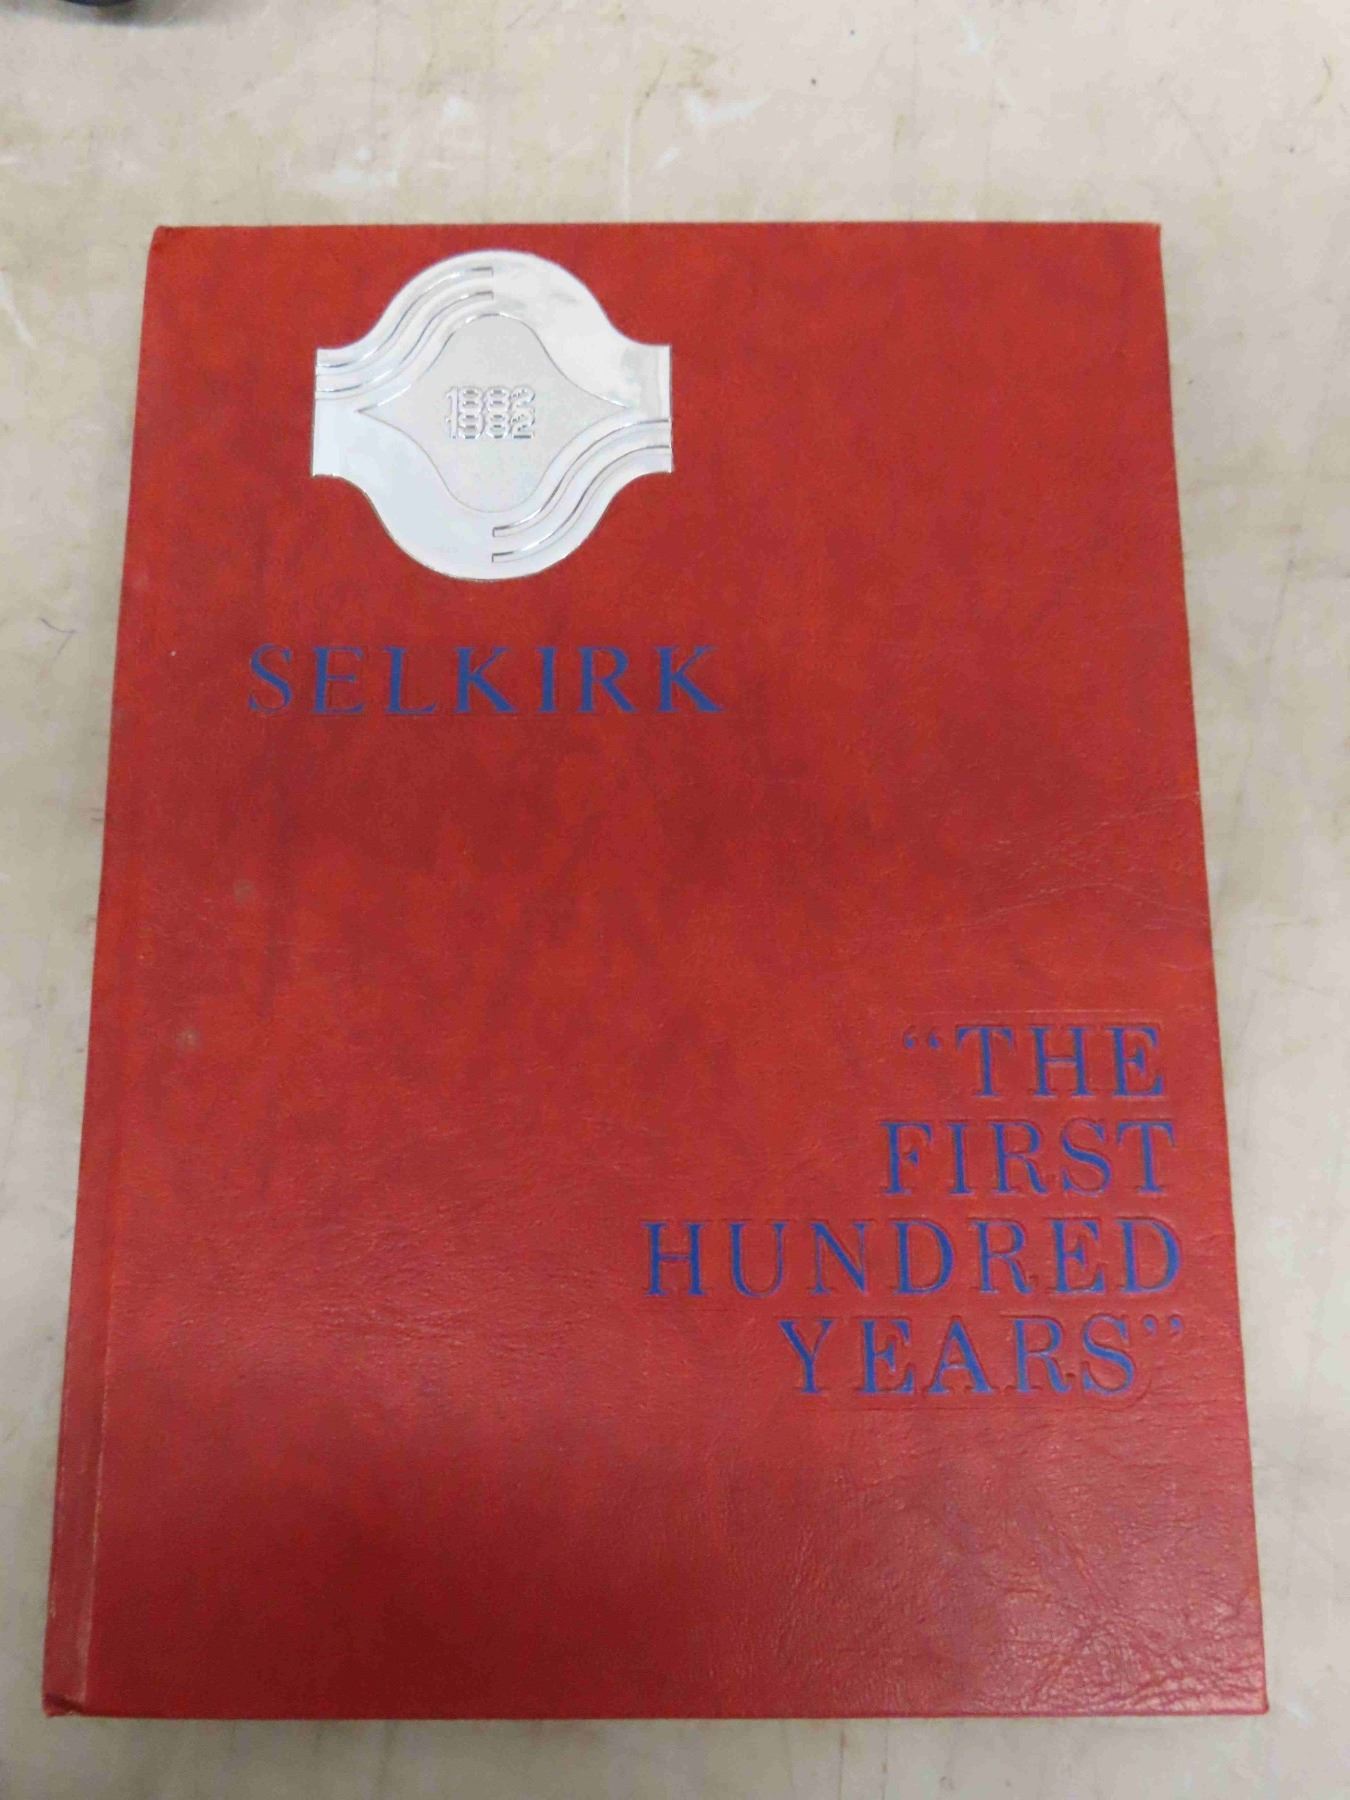 1882
1982
SELKIRK
“THE
FIRST
HUNDRED
YEARS”